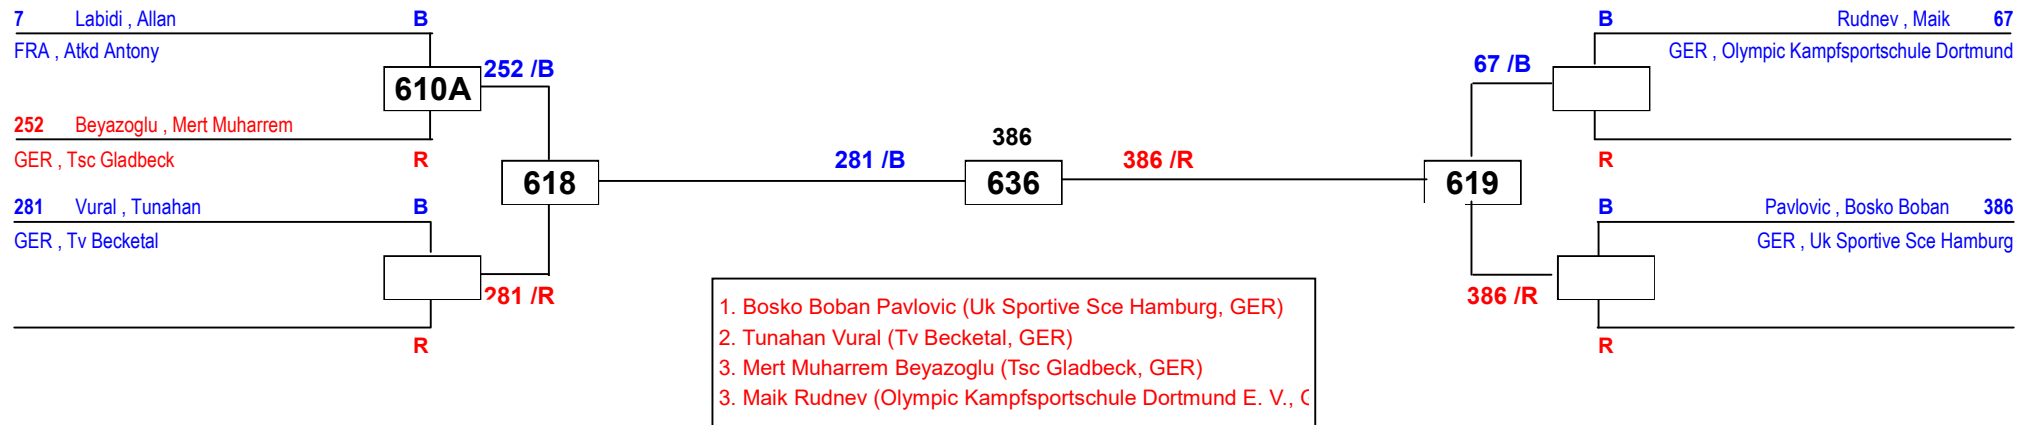 7 Labidi , Allan B
FRA , Atkd Antony
610A
252 /B
252 Beyazoglu , Mert Muharrem
GER , Tsc Gladbeck R
618
281 Vural , Tunahan B
GER , Tv Becketal
281 /R
R
281 /B
386
636
386 /R
B Rudnev , Maik 67
GER , Olympic Kampfsportschule Dortmund
67 /B
R
619
B Pavlovic , Bosko Boban 386
GER , Uk Sportive Sce Hamburg
386 /R
R
1. Bosko Boban Pavlovic (Uk Sportive Sce Hamburg, GER)
2. Tunahan Vural (Tv Becketal, GER)
3. Mert Muharrem Beyazoglu (Tsc Gladbeck, GER)
3. Maik Rudnev (Olympic Kampfsportschule Dortmund E. V.,